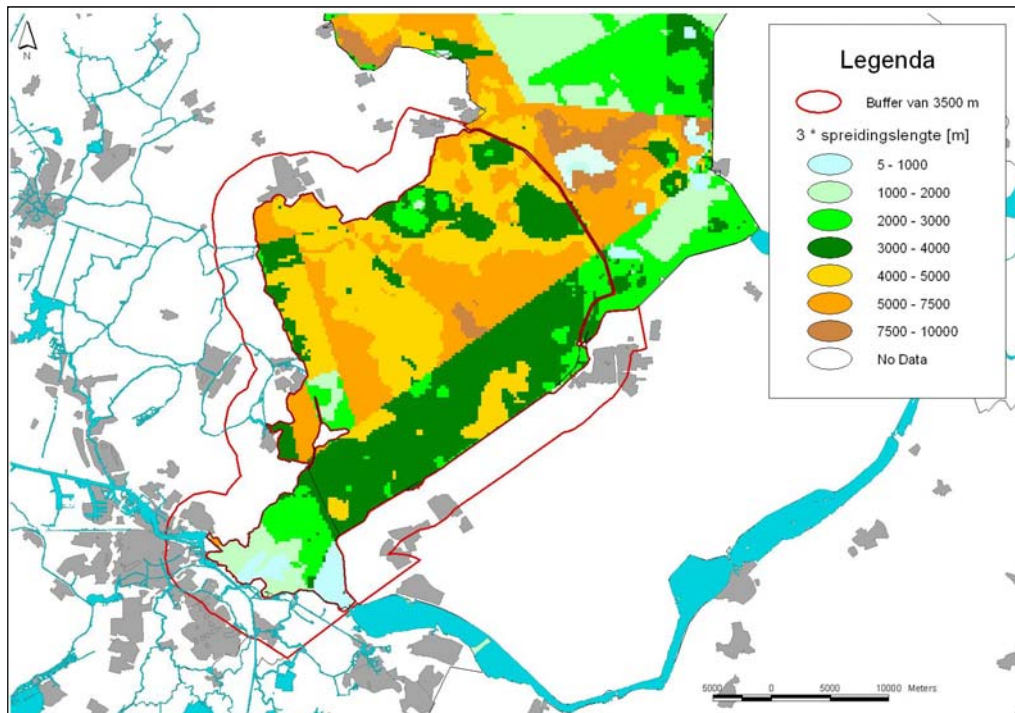 N
Legenda
Buffer van 3500 m
3 * spreidingslengte [m]
5 - 1000
1000 - 2000
2000 - 3000
3000 - 4000
4000 - 5000
5000 - 7500
7500 - 10000
No Data
5000 0 5000 10000 Meters